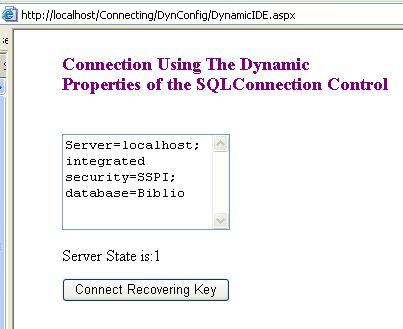 http://localhost/Connecting/DynConfig/DynamicIDE.aspx
Connection Using The Dynamic
Properties of the SQLConnection Control
Server=localhost;
integrated
security=SSPI;
database=Biblio
Server State is:1
Connect Recovering Key